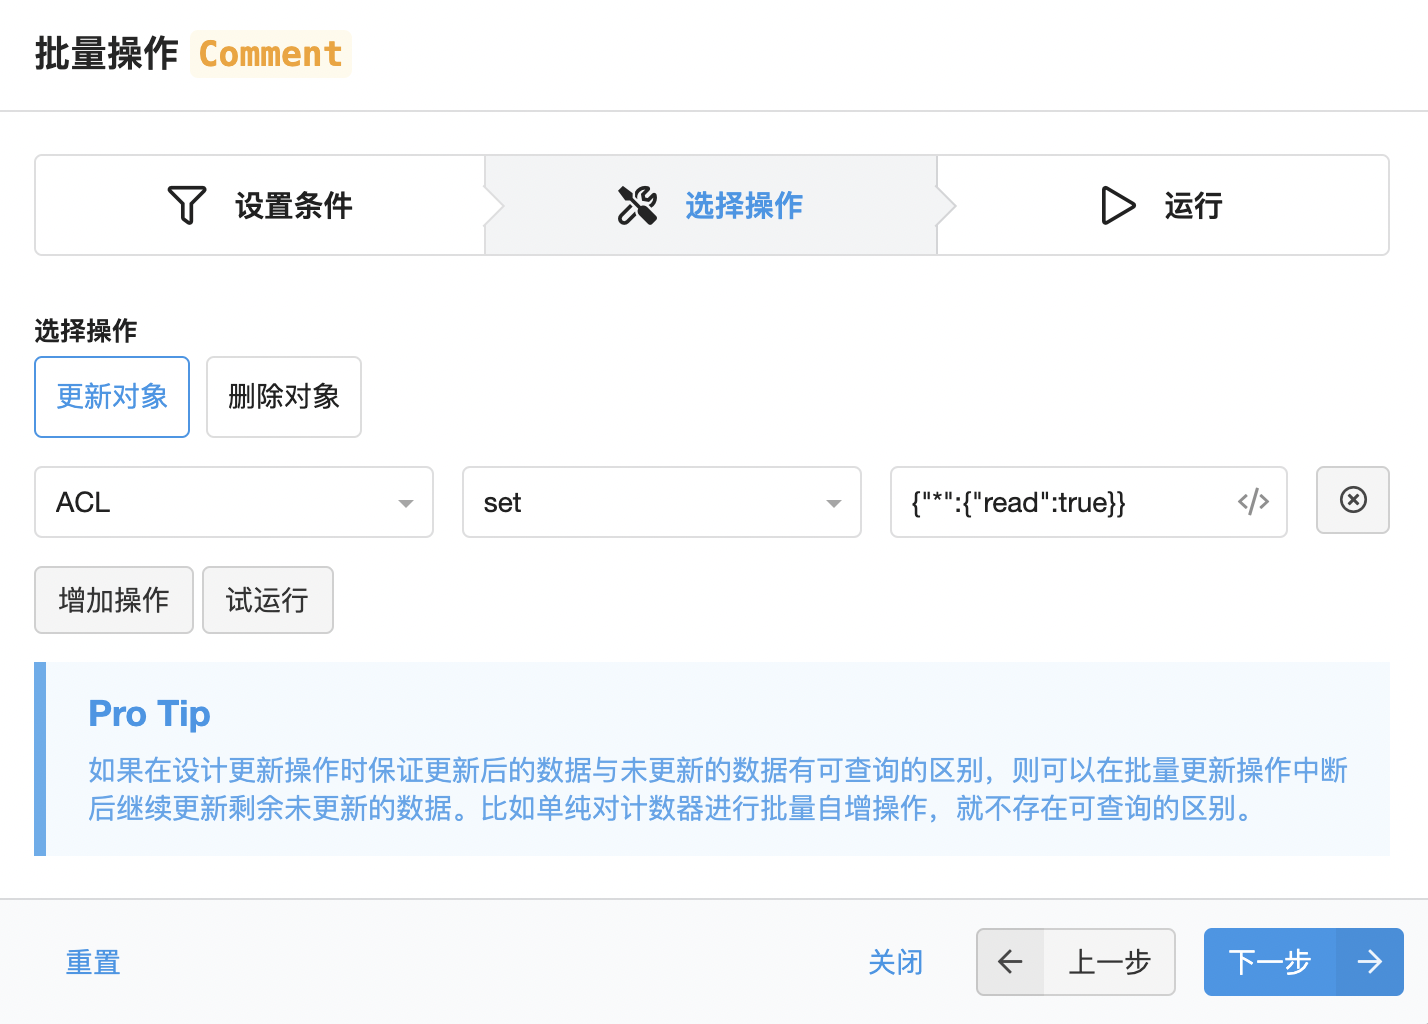 批量操作 Comment
设置条件
选择操作
运行
选择操作
更新对象
删除对象
ACL
set
{"*":{"read":true}}
增加操作
试运行
Pro Tip
如果在设计更新操作时保证更新后的数据与未更新的数据有可查询的区别，则可以在批量更新操作中断
后继续更新剩余未更新的数据。比如单纯对计数器进行批量自增操作，就不存在可查询的区别。
重置
关闭
上一步
下一步